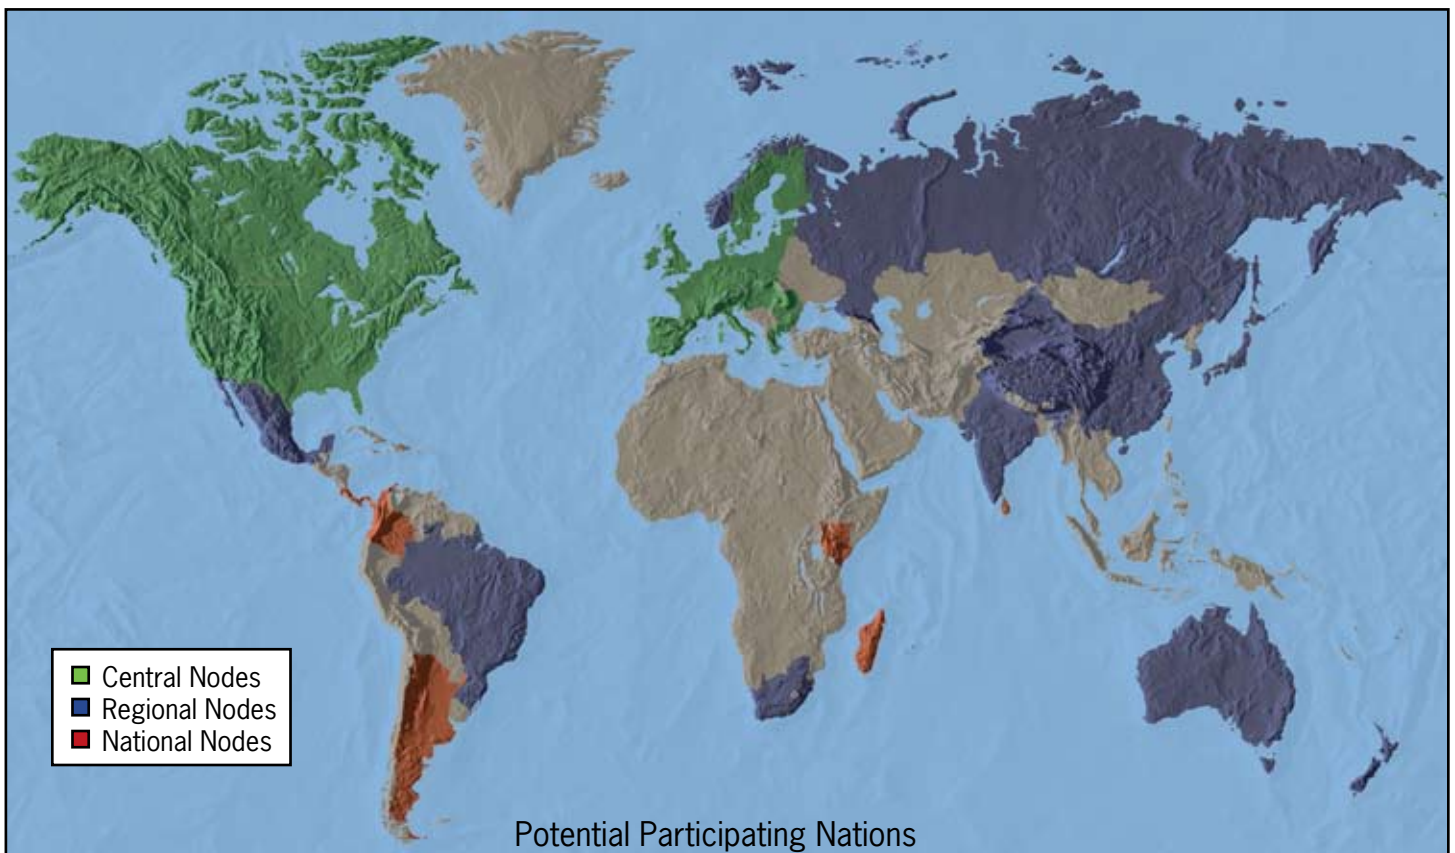 Central Nodes
Regional Nodes
National Nodes
Potential Participating Nations